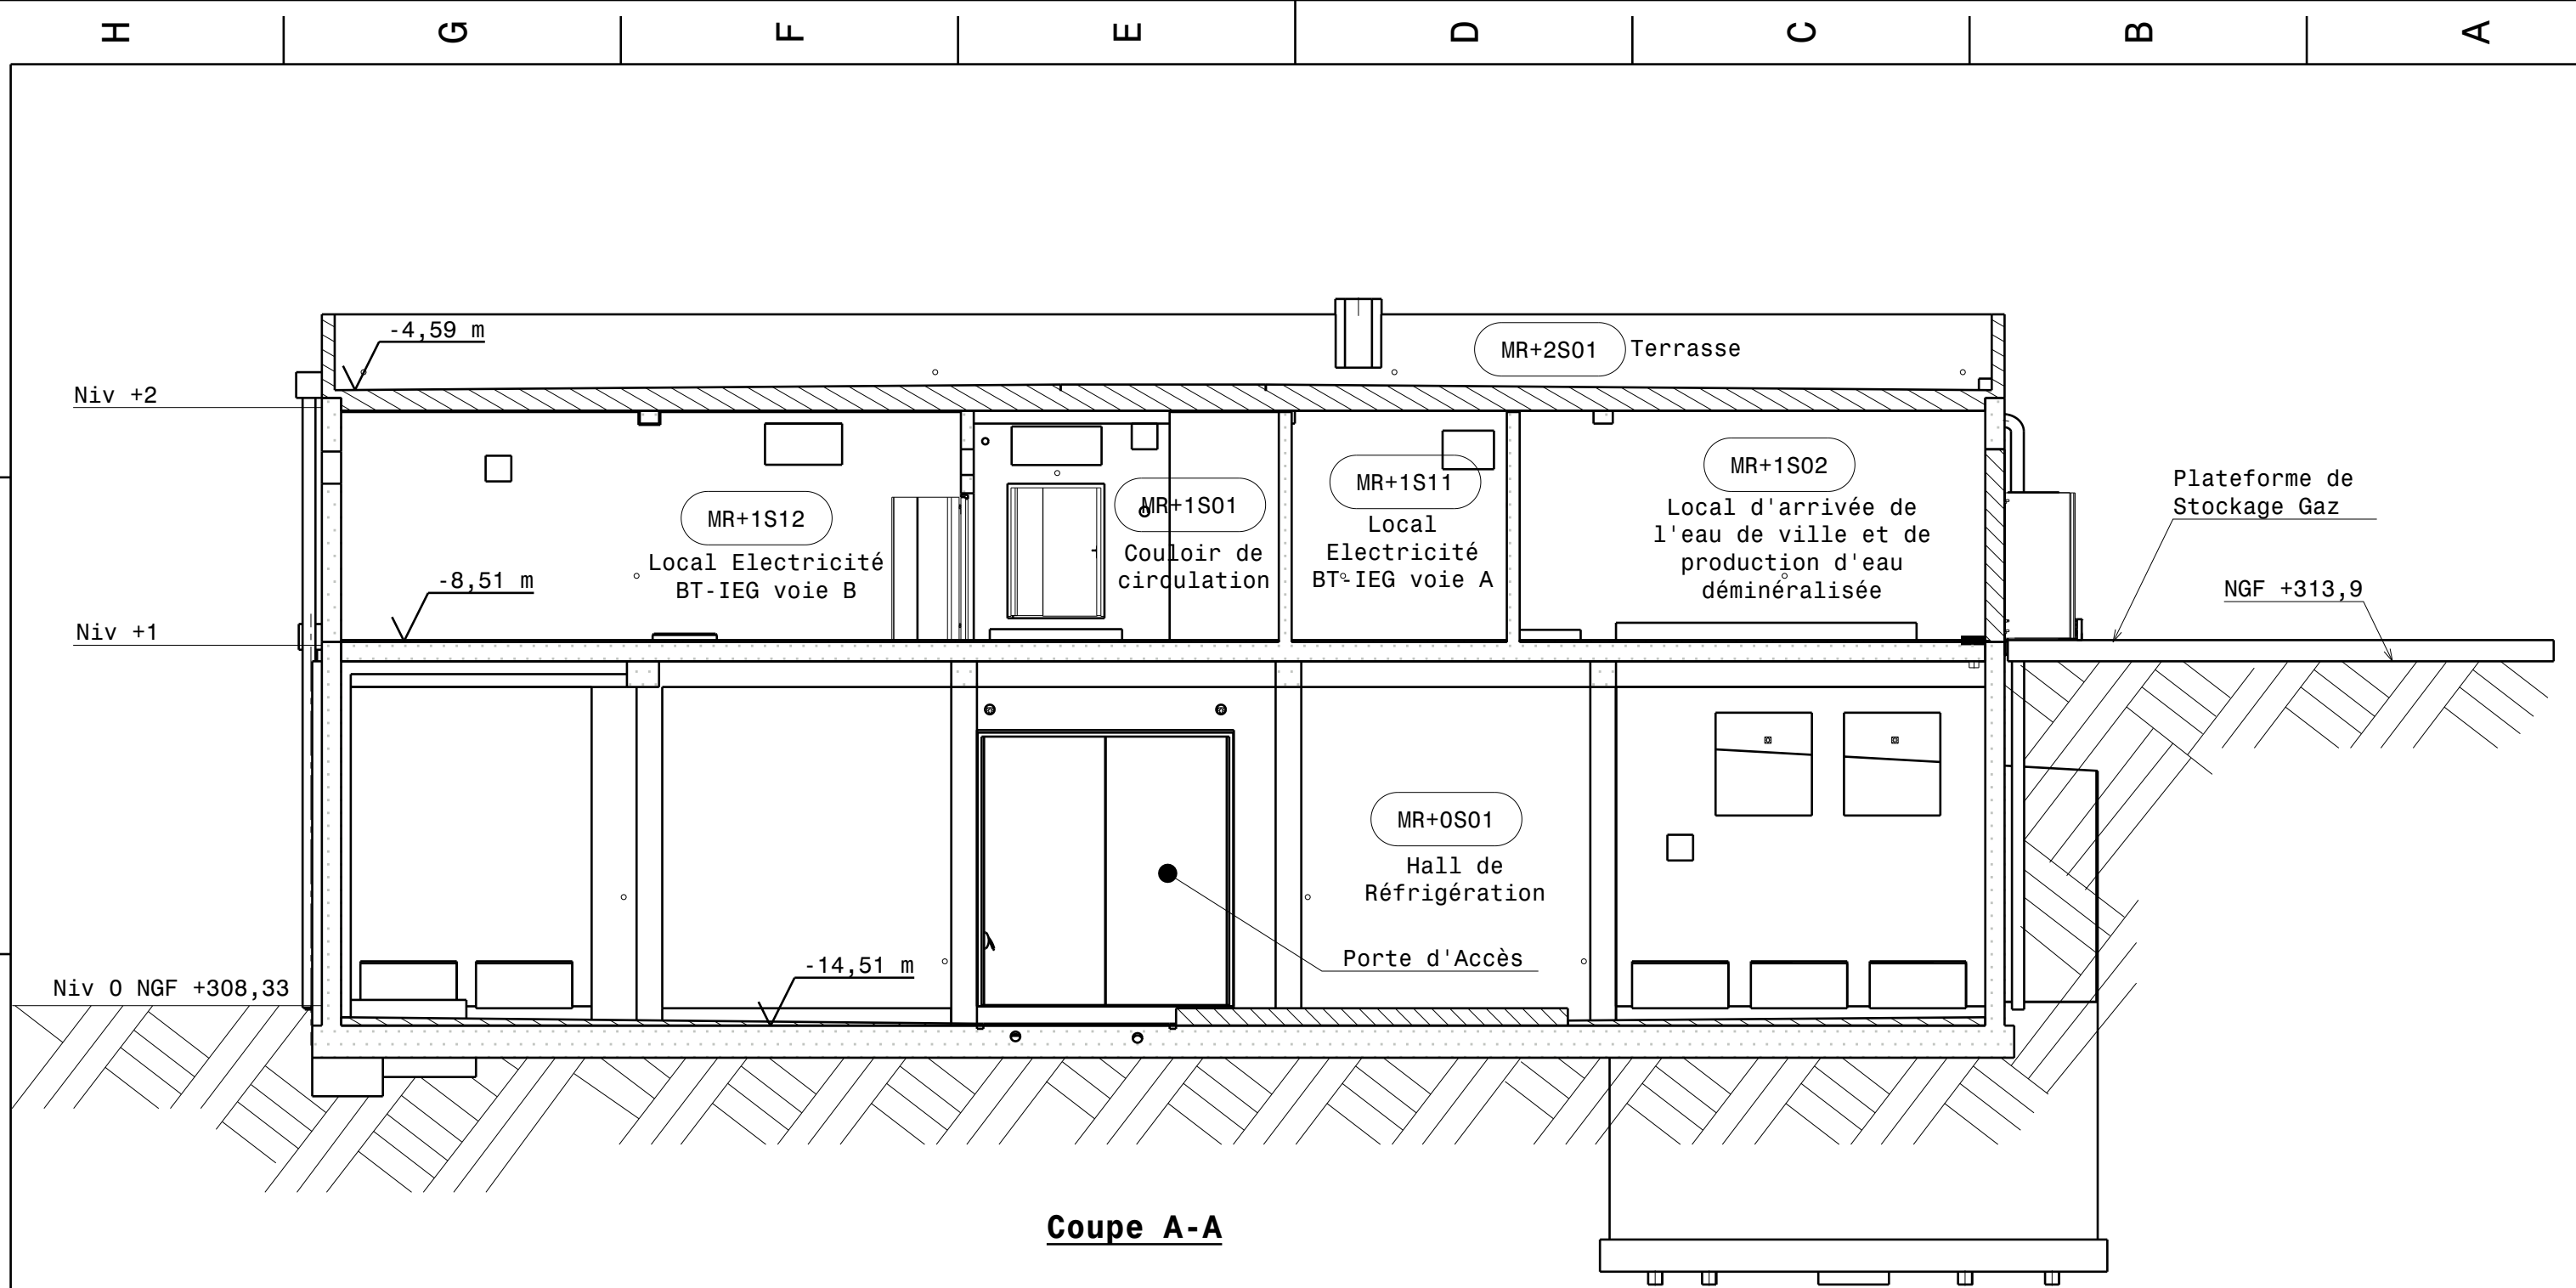 H G F E D C B A
-4,59 m
MR+2S01 Terrasse
Niv +2
MR+1S12
Local Electricité
BT-IEG voie B
MR+1S01
Couloir de
circulation
MR+1S11
Local
Electricité
BT-IEG voie A
MR+1S02
Local d'arrivée de
l'eau de ville et de
production d'eau
déminéralisée
Plateforme de
Stockage Gaz
NGF +313,9
-8,51 m
Niv +1
MR+0S01
Hall de
Réfrigération
Porte d'Accès
-14,51 m
Niv 0 NGF +308,33
Coupe A-A